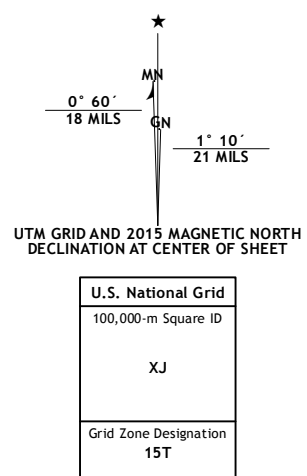 ★
MN
0° 60´
18 MILS
GN
1° 10´
21 MILS
UTM GRID AND 2015 MAGNETIC NORTH
DECLINATION AT CENTER OF SHEET
U.S. National Grid
100,000-m Square ID
XJ
Grid Zone Designation
15T